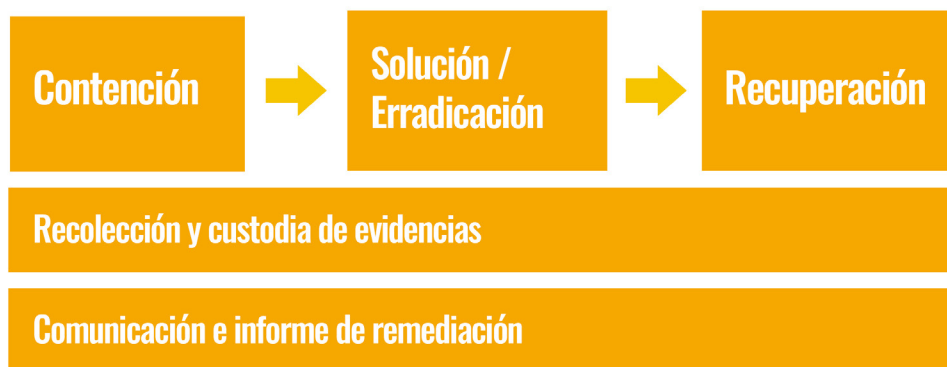 Contención
Solución /
Erradicación
Recuperación
Recolección y custodia de evidencias
Comunicación e informe de remediación